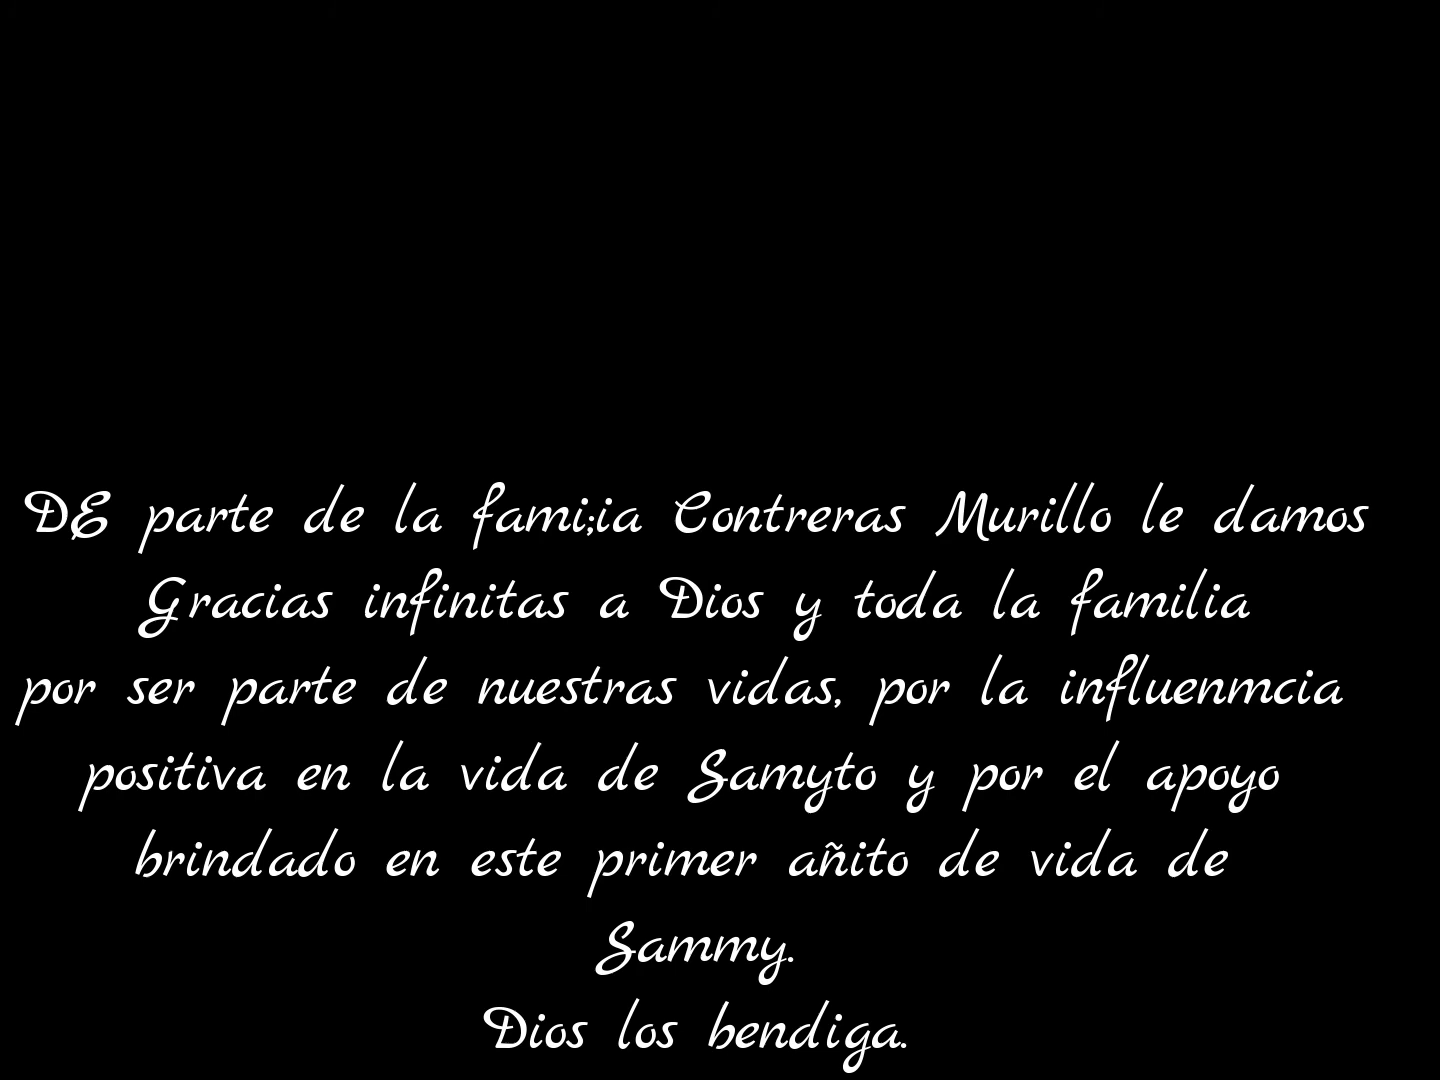 DE parte de la fami;ia Contreras Murillo le damos
Gracias infinitas a Dios y toda la familia
por ser parte de nuestras vidas, por la influenmcia
positiva en la vida de Samyto y por el apoyo
brindado en este primer añito de vida de
Sammy.
Dios los bendiga.